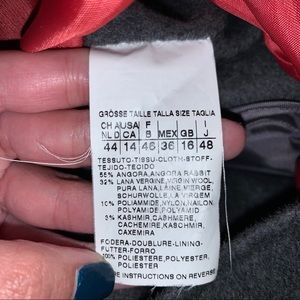 GRÖSSE TAILLE TALLA SIZE TAGLIA
CH AUSA F I
NL D CA B MEX GB J
44 14 46 36 16 48
TESSUTO-TISSU-CLOTH-STOFF-
TEJIDO-TECIDO
55% ANGORA, ANGORA RABBIT
32% LANA VERGINE, VIRGIN WOOL,
PURA LANA, LAINE MERGE,
SCHURWOLLE, LA VIRGEN
10% POLIAMMIDE, NYLON, NAILON,
POLYAMID, POLYAMIDE
3% KASHMIR, CASHMERE,
CACHEMIRE, KASCHMIR,
CAXEMIRA
FODERA-DOUBLURE-LINING-
FUTTER-FORRO
100% POLIESTERE, POLYESTER,
POLIESTER
INSTRUCTIONS ON REVERSE